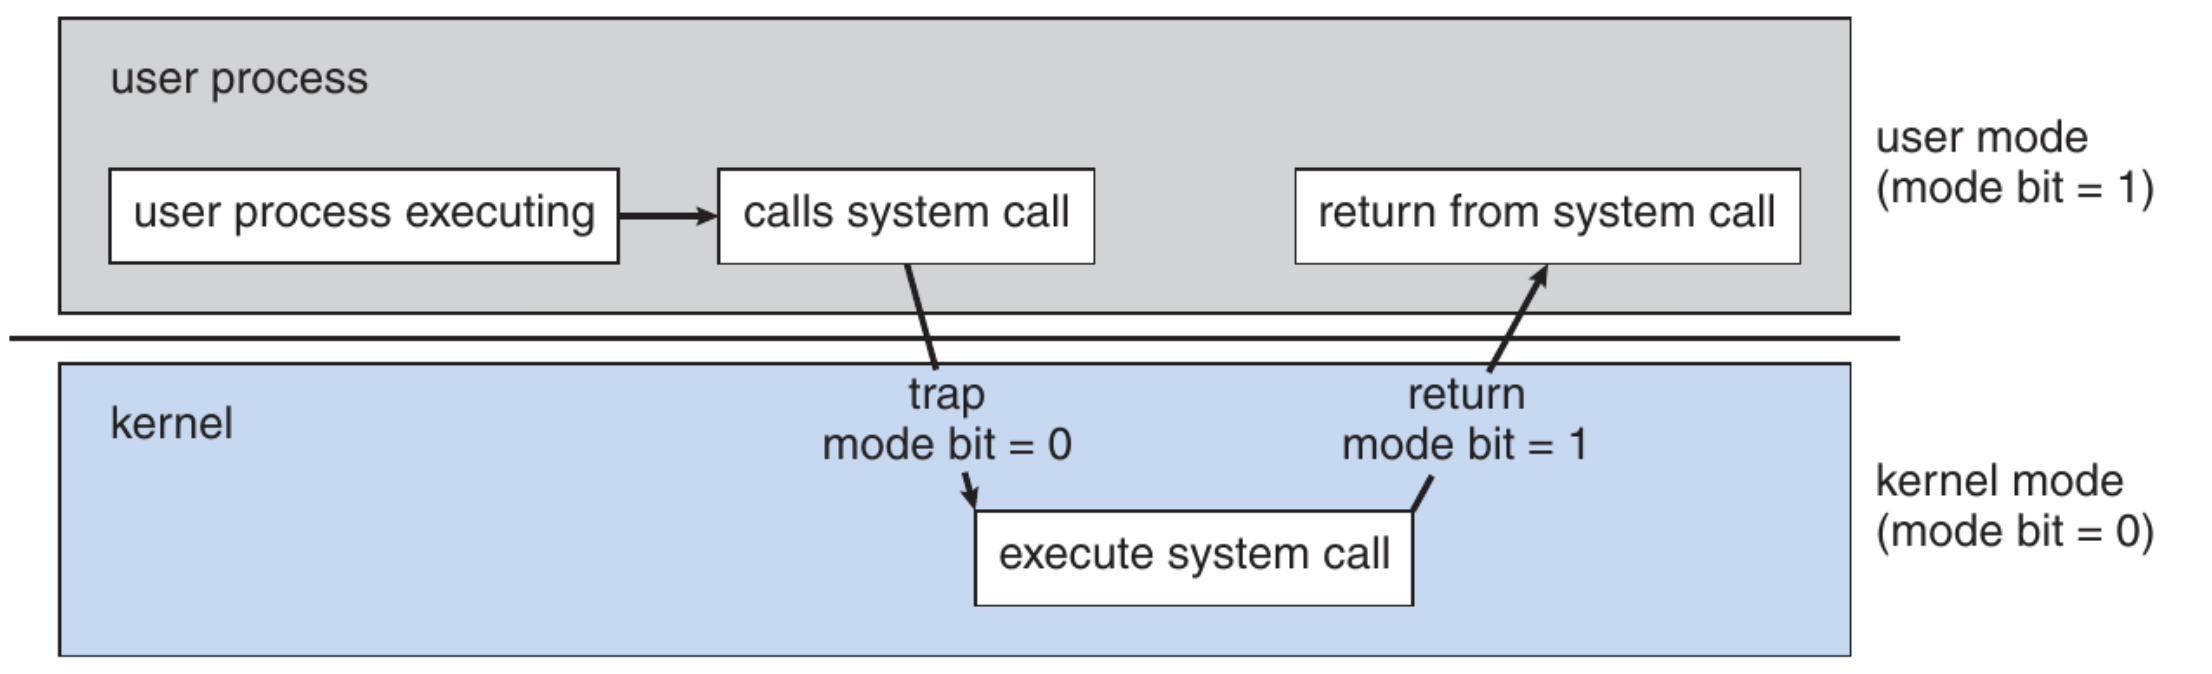 user process
user process executing
calls system call
return from system call
user mode
(mode bit = 1)
kernel
trap
mode bit = 0
return
mode bit = 1
execute system call
kernel mode
(mode bit = 0)